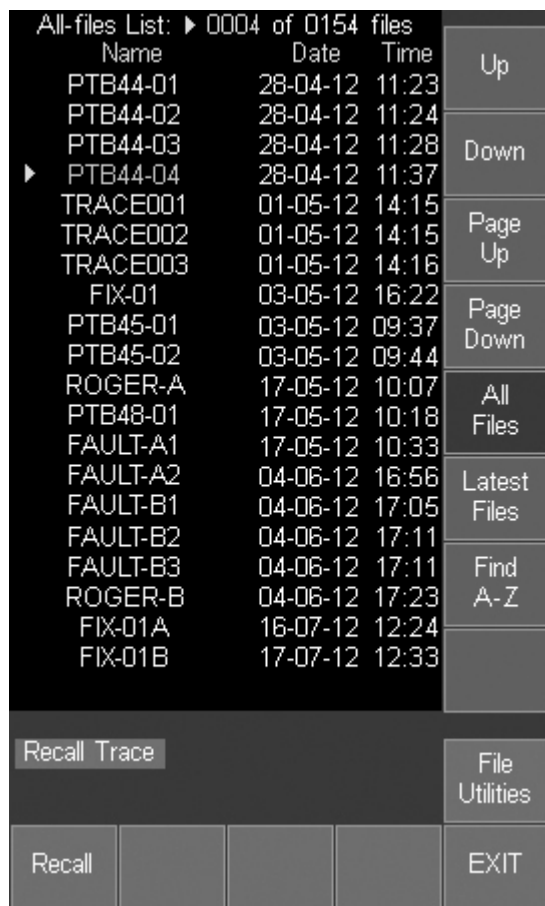 All-files List: ▶ 0004 of 0154 files
Name Date Time
PTB44-01 28-04-12 11:23
PTB44-02 28-04-12 11:24
PTB44-03 28-04-12 11:28
▶ PTB44-04 28-04-12 11:37
TRACE001 01-05-12 14:15
TRACE002 01-05-12 14:15
TRACE003 01-05-12 14:16
FIX-01 03-05-12 16:22
PTB45-01 03-05-12 09:37
PTB45-02 03-05-12 09:44
ROGER-A 17-05-12 10:07
PTB48-01 17-05-12 10:18
FAULT-A1 17-05-12 10:33
FAULT-A2 04-06-12 16:56
FAULT-B1 04-06-12 17:05
FAULT-B2 04-06-12 17:11
FAULT-B3 04-06-12 17:11
ROGER-B 04-06-12 17:23
FIX-01A 16-07-12 12:24
FIX-01B 17-07-12 12:33
Up
Down
Page
Up
Page
Down
All
Files
Latest
Files
Find
A-Z
Recall Trace
File
Utilities
Recall
EXIT